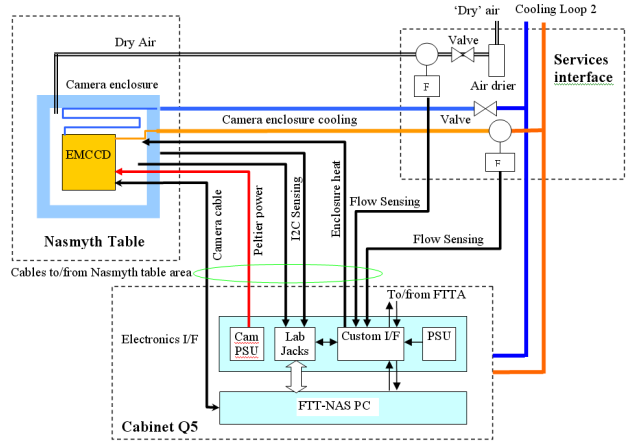 ‘Dry’ air
Cooling Loop 2
Dry Air
Valve
Services
interface
F
Air drier
Camera enclosure
Valve
Camera enclosure cooling
EMCCD
F
Camera cable
Peltier power
I2C Sensing
Enclosure heat
Flow Sensing
Flow Sensing
Nasmyth Table
Cables to/from Nasmyth table area
To/from FTTA
Electronics I/F
Cam
PSU
Lab
Jacks
Custom I/F
PSU
FTT-NAS PC
Cabinet Q5